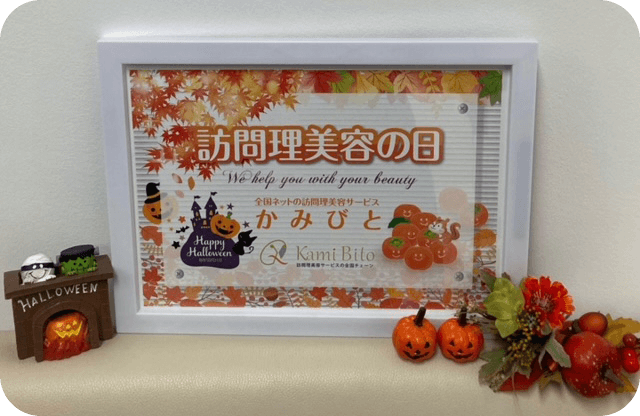 訪問理美容の日
We help you with your beauty
全国ネットの訪問理美容サービス
かみびと
Happy
Halloween
Kami Bito
訪問理美容サービスの全国チェーン
HALLOWEEN